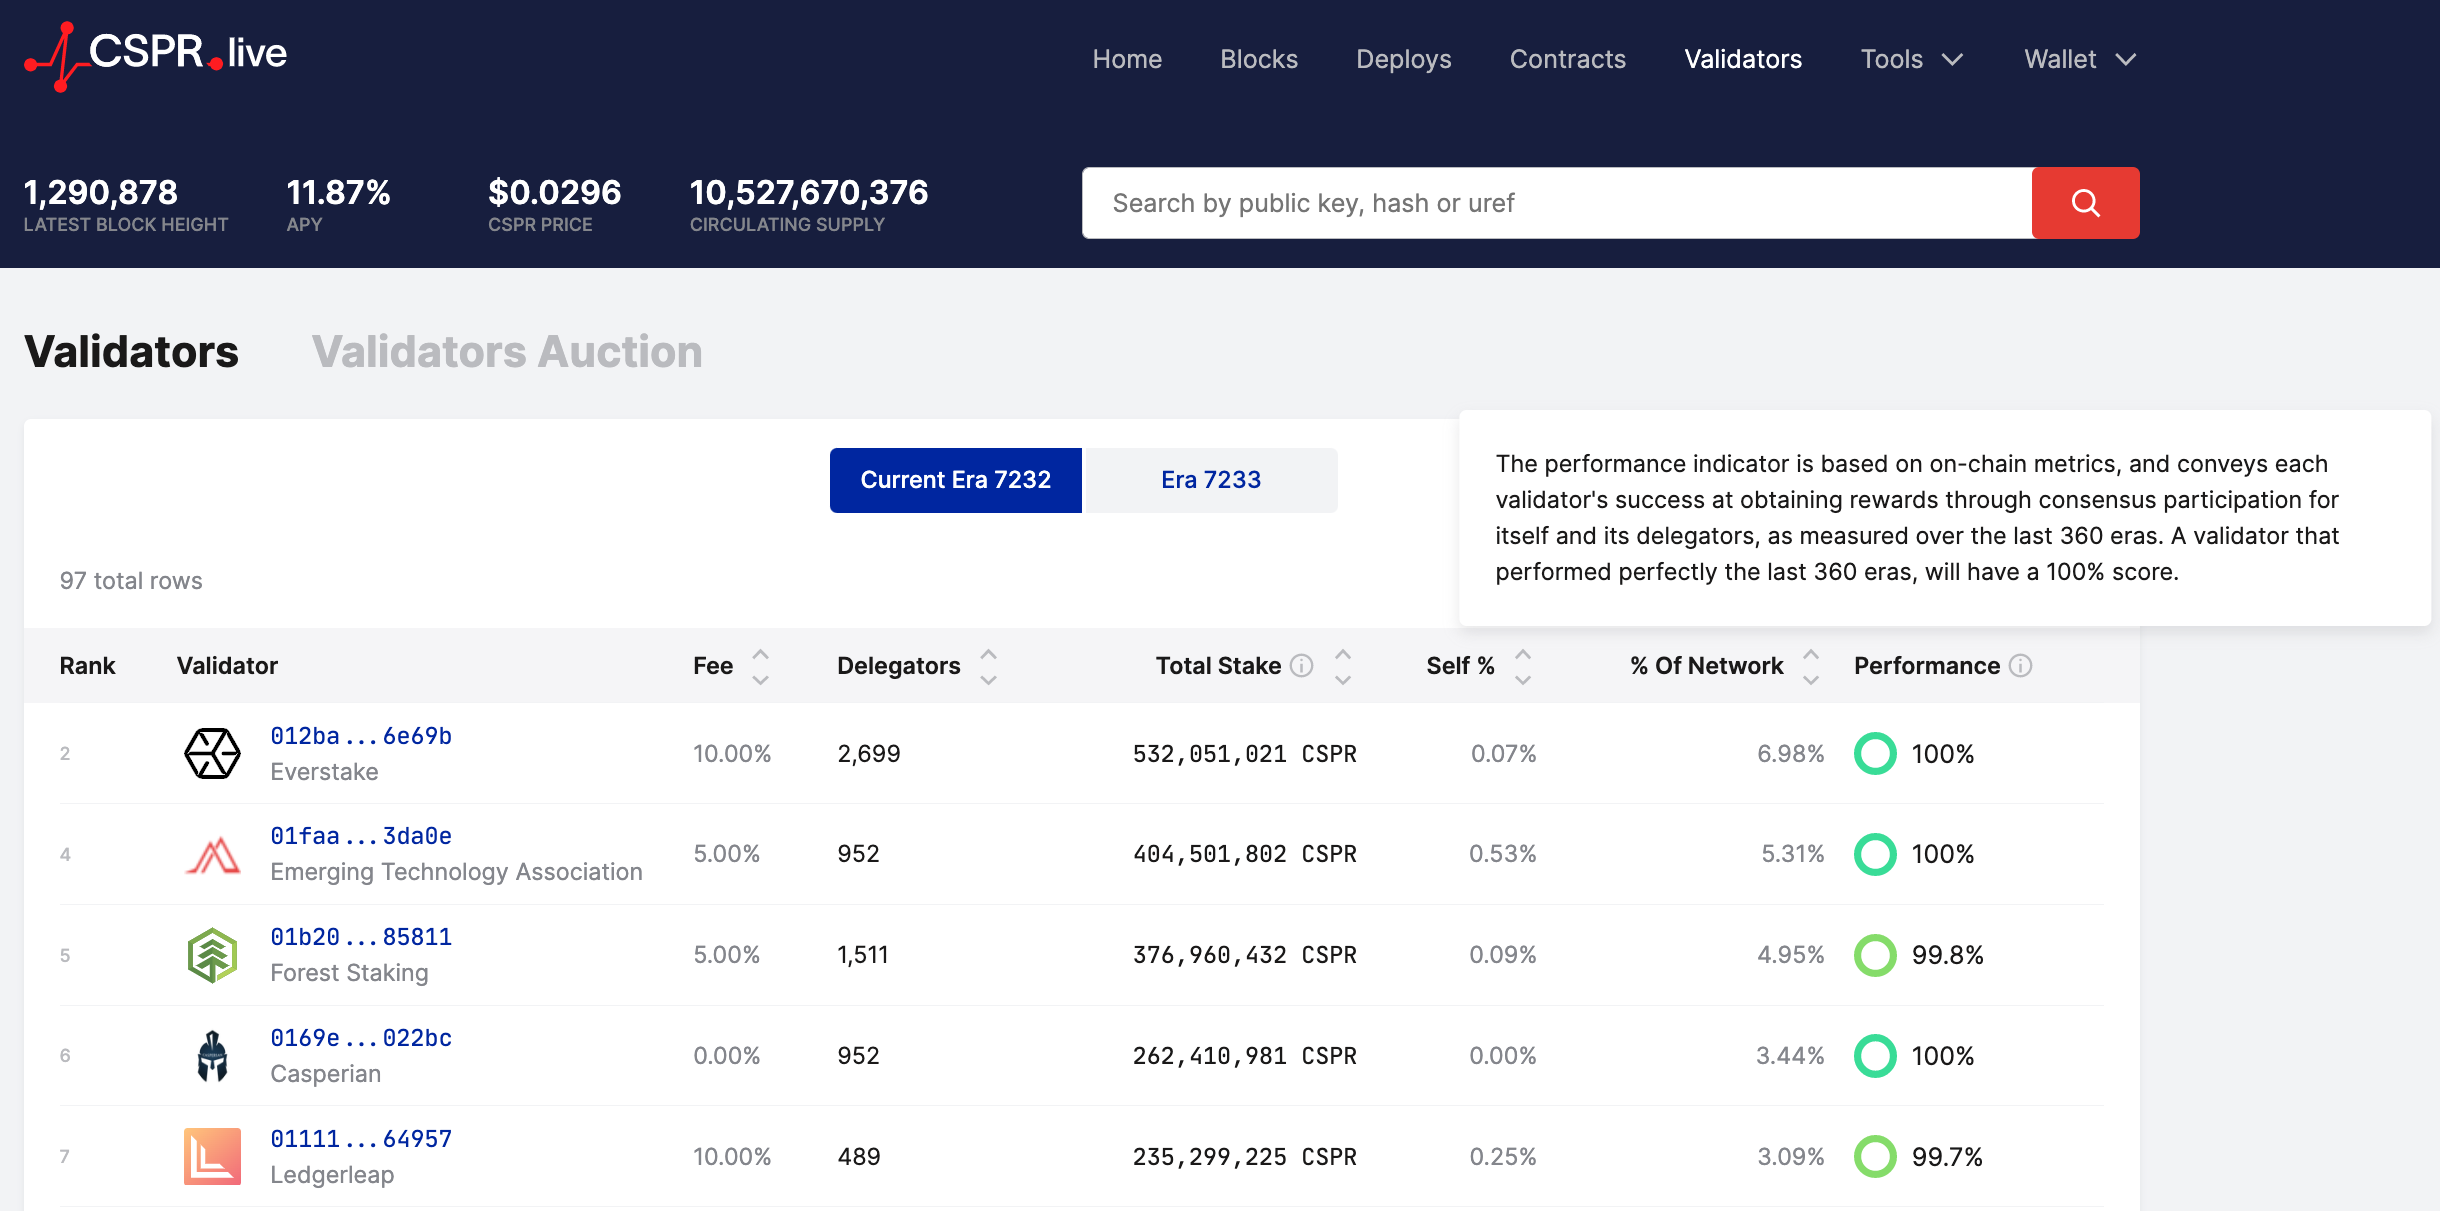 CSPR.live
Home Blocks Deploys Contracts Validators Tools Wallet
1,290,878 11.87% $0.0296 10,527,670,376
LATEST BLOCK HEIGHT APY CSPR PRICE CIRCULATING SUPPLY
Search by public key, hash or uref
Validators Validators Auction
Current Era 7232 Era 7233
The performance indicator is based on on-chain metrics, and conveys each
validator's success at obtaining rewards through consensus participation for
itself and its delegators, as measured over the last 360 eras. A validator that
performed perfectly the last 360 eras, will have a 100% score.
97 total rows
Rank Validator Fee Delegators Total Stake Self % % Of Network Performance
2 012ba...6e69b 10.00% 2,699 532,051,021 CSPR 0.07% 6.98% 100%
Everstake
4 01faa...3da0e 5.00% 952 404,501,802 CSPR 0.53% 5.31% 100%
Emerging Technology Association
5 01b20...85811 5.00% 1,511 376,960,432 CSPR 0.09% 4.95% 99.8%
Forest Staking
6 0169e...022bc 0.00% 952 262,410,981 CSPR 0.00% 3.44% 100%
Casperian
7 01111...64957 10.00% 489 235,299,225 CSPR 0.25% 3.09% 99.7%
Ledgerleap